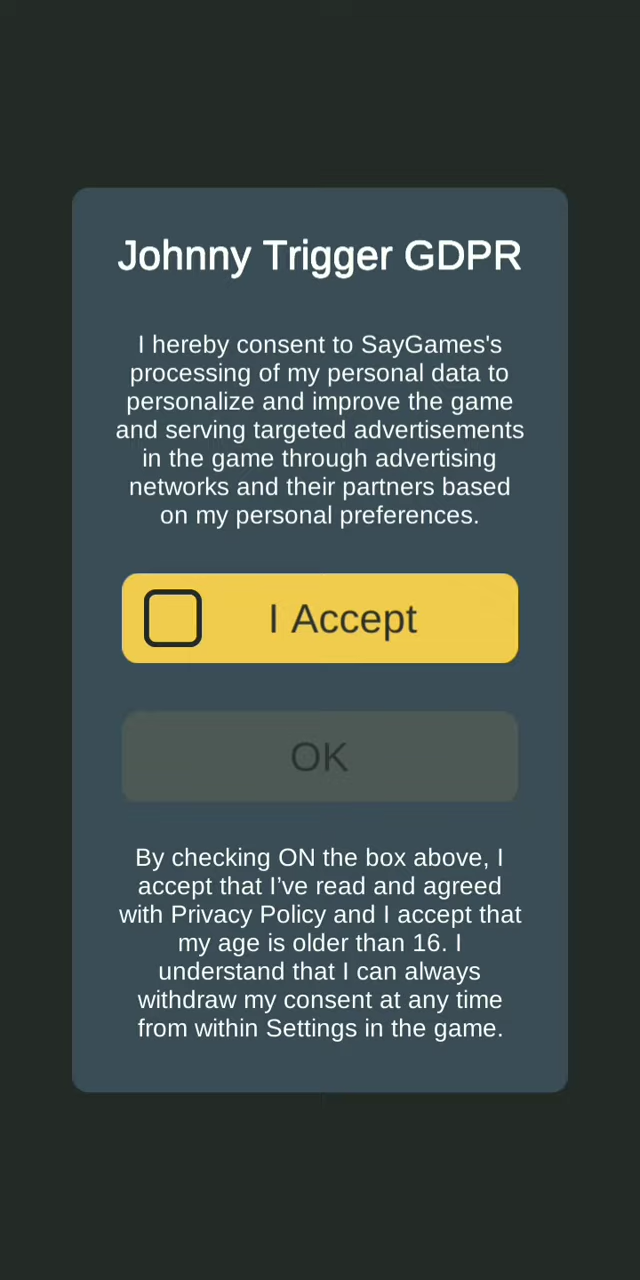 Johnny Trigger GDPR
I hereby consent to SayGames's
processing of my personal data to
personalize and improve the game
and serving targeted advertisements
in the game through advertising
networks and their partners based
on my personal preferences.
I Accept
OK
By checking ON the box above, I
accept that I’ve read and agreed
with Privacy Policy and I accept that
my age is older than 16. I
understand that I can always
withdraw my consent at any time
from within Settings in the game.